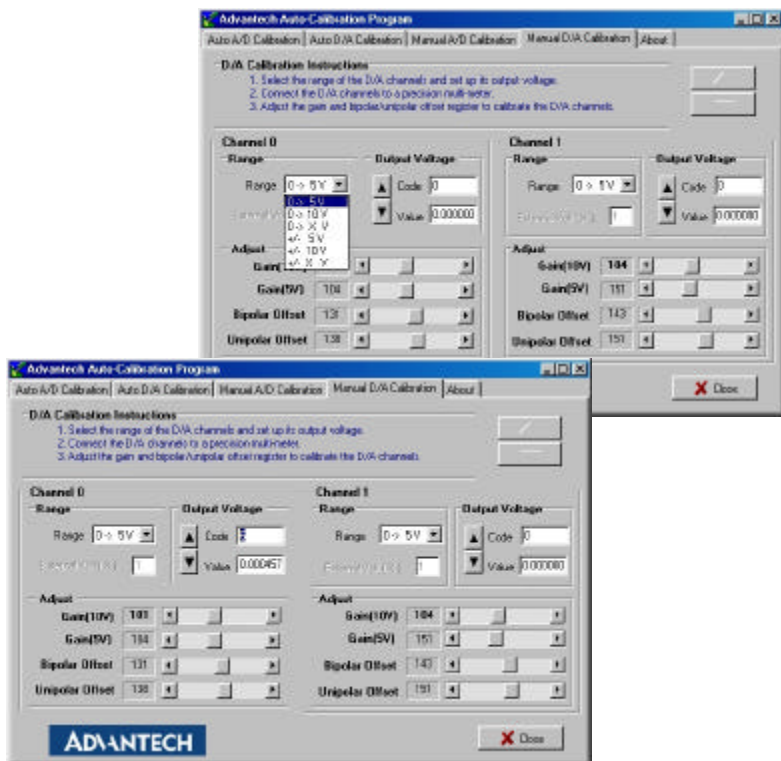 Advantech Auto-Calibration Program
Auto A/D Calibration Auto D/A Calibration Manual A/D Calibration Manual D/A Calibration About
D/A Calibration Instructions
1. Select the range of the D/A channels and set up its output voltage.
2. Connect the D/A channels to a precision multi-meter.
3. Adjust the gain and bipolar/unipolar offset register to calibrate the D/A channels.
Channel 0
Range
Range 0 -> 5 V
0 -> 5 V
0 -> 10 V
0 -> X V
+/- 5 V
+/- 10 V
+/- X V
Output Voltage
Code 0
Value 0.000000
Adjust
Gain(5V) 104
Bipolar Offset 131
Unipolar Offset 138
Channel 1
Range
Range 0 -> 5 V
1
Output Voltage
Code 0
Value 0.000000
Adjust
Gain(10V) 104
Gain(5V) 151
Bipolar Offset 143
Unipolar Offset 151
Close
Advantech Auto-Calibration Program
Auto A/D Calibration Auto D/A Calibration Manual A/D Calibration Manual D/A Calibration About
D/A Calibration Instructions
1. Select the range of the D/A channels and set up its output voltage.
2. Connect the D/A channels to a precision multi-meter.
3. Adjust the gain and bipolar/unipolar offset register to calibrate the D/A channels.
Channel 0
Range
Range 0 -> 5 V
1
Output Voltage
Code
Value 0.000457
Adjust
Gain(10V) 101
Gain(5V) 104
Bipolar Offset 131
Unipolar Offset 138
Channel 1
Range
Range 0 -> 5 V
1
Output Voltage
Code 0
Value 0.000000
Adjust
Gain(10V) 104
Gain(5V) 151
Bipolar Offset 143
Unipolar Offset 151
ADVANTECH
Close